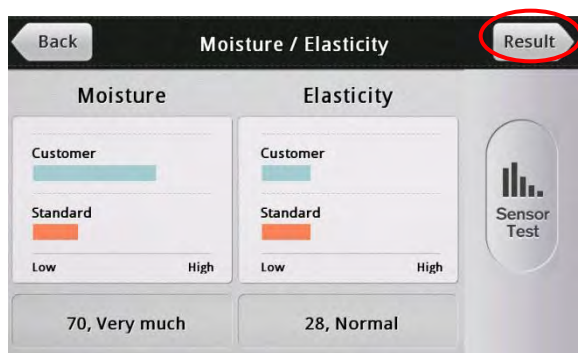 Back
Moisture / Elasticity
Result
Moisture
Elasticity
Customer
Standard
Low High
Customer
Standard
Low High
Sensor
Test
70, Very much
28, Normal